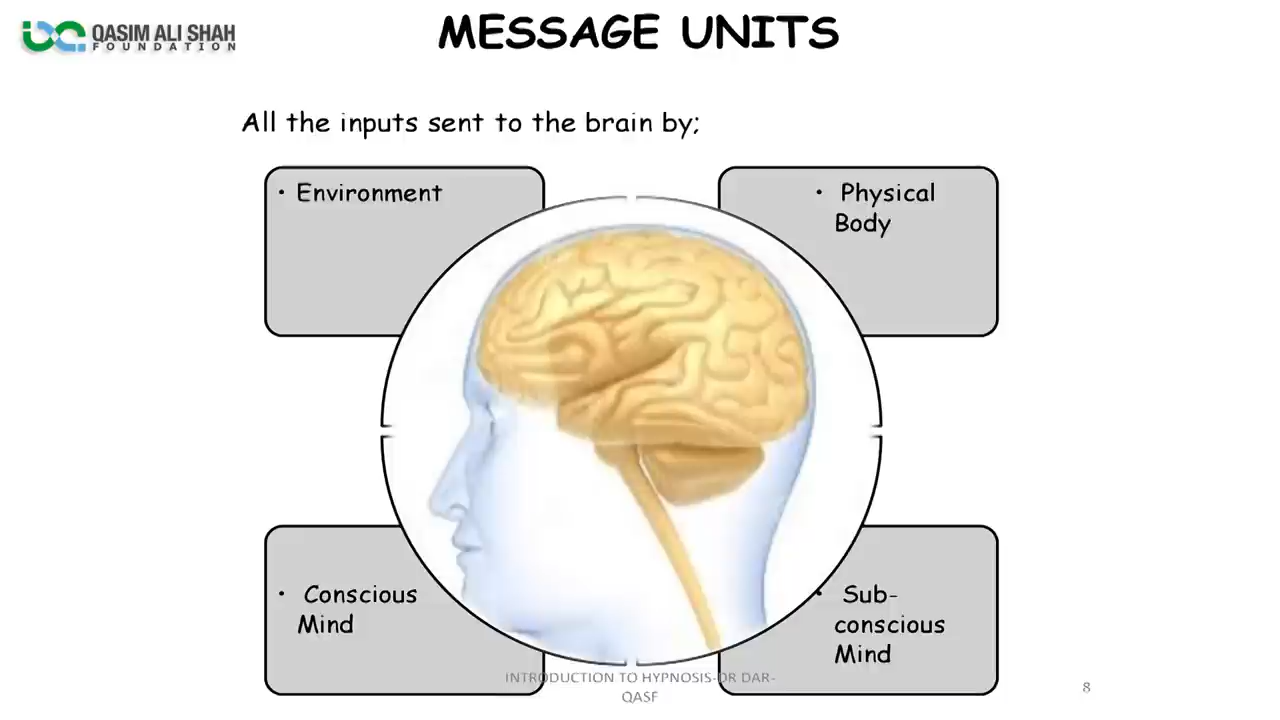 QASIM ALI SHAH
FOUNDATION
MESSAGE UNITS
All the inputs sent to the brain by;
• Environment
• Physical
Body
• Conscious
Mind
• Sub-
conscious
Mind
INTRODUCTION TO HYPNOSIS-DR DAR-
QASF
8